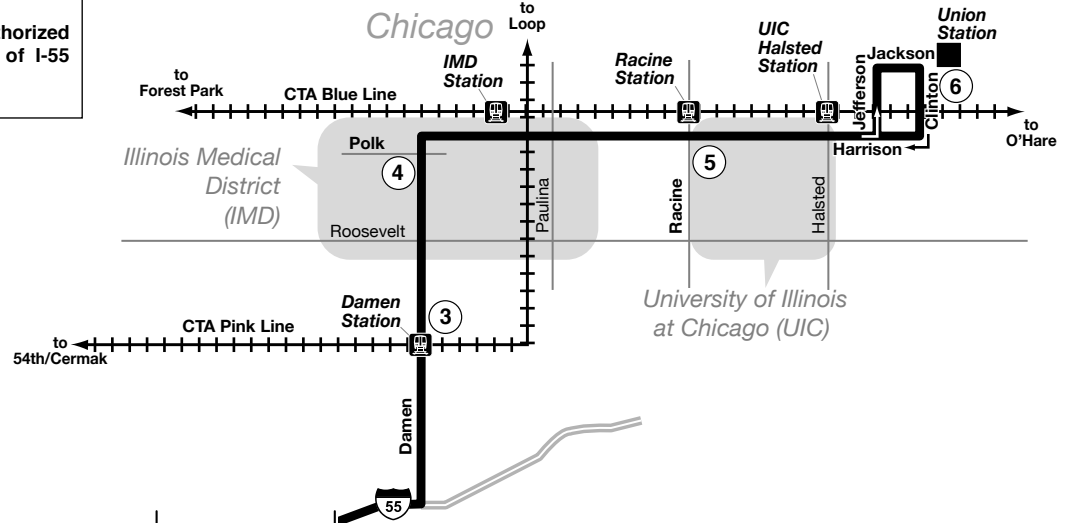 thorized
of I-55
Chicago
to
Loop
Union
Station
UIC
Halsted
Station
Racine
Station
IMD
Station
Jackson
Jefferson
Clinton
6
to
Forest Park
CTA Blue Line
to
O'Hare
Harrison
Polk
Illinois Medical
District
(IMD)
4
5
Paulina
Racine
Halsted
Roosevelt
University of Illinois
at Chicago (UIC)
Damen
Station
3
CTA Pink Line
to
54th/Cermak
Damen
55